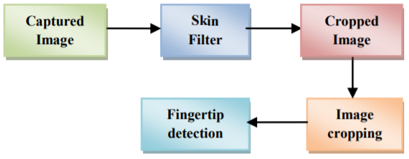 Captured
Image
Skin
Filter
Cropped
Image
Image
cropping
Fingertip
detection